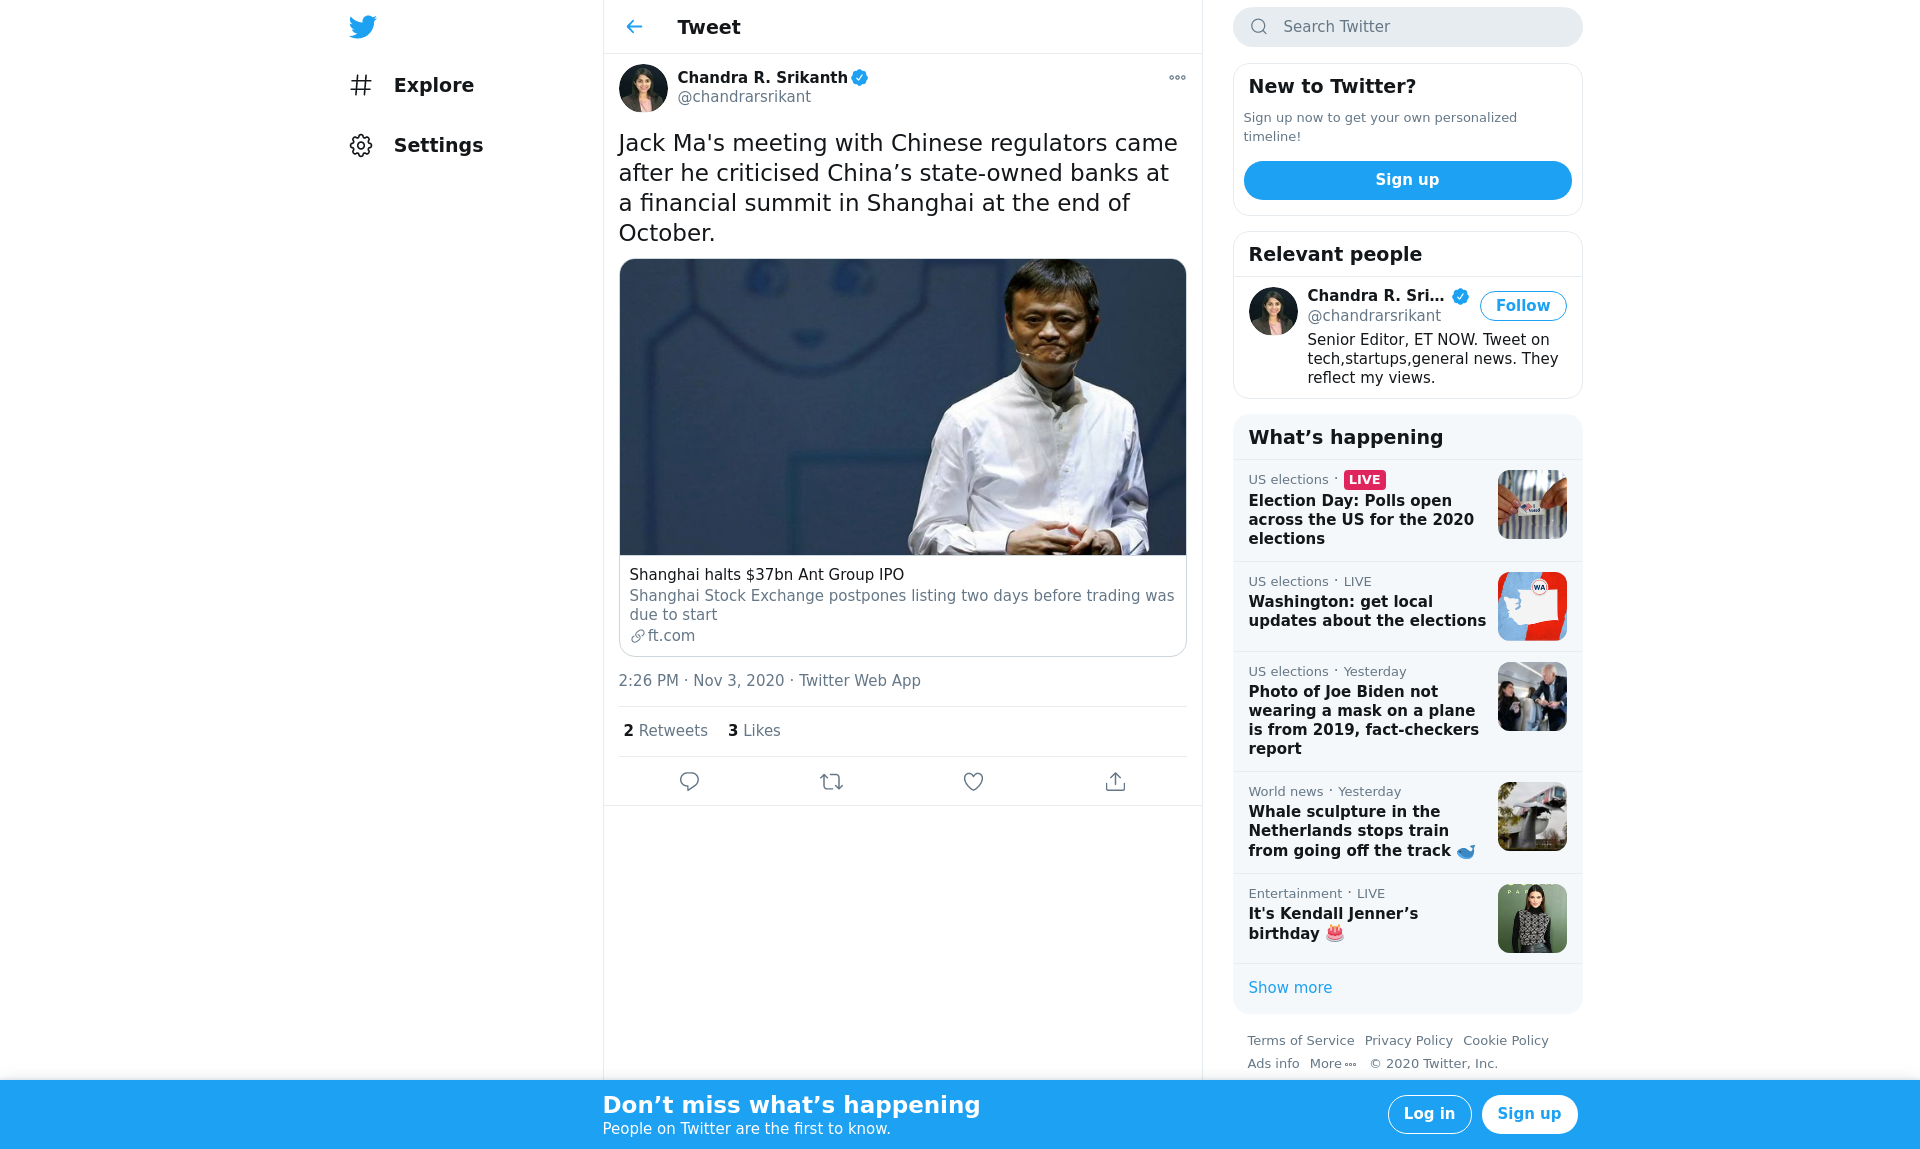 Explore
Settings
Tweet
Chandra R. Srikanth
@chandrarsrikant
Jack Ma's meeting with Chinese regulators came
after he criticised China’s state-owned banks at
a financial summit in Shanghai at the end of
October.
Shanghai halts $37bn Ant Group IPO
Shanghai Stock Exchange postpones listing two days before trading was
due to start
ft.com
2:26 PM · Nov 3, 2020 · Twitter Web App
2 Retweets 3 Likes
Search Twitter
New to Twitter?
Sign up now to get your own personalized
timeline!
Sign up
Relevant people
Chandra R. Sri...
@chandrarsrikant
Follow
Senior Editor, ET NOW. Tweet on
tech,startups,general news. They
reflect my views.
What’s happening
US elections · LIVE
Election Day: Polls open
across the US for the 2020
elections
US elections · LIVE
Washington: get local
updates about the elections
WA
US elections · Yesterday
Photo of Joe Biden not
wearing a mask on a plane
is from 2019, fact-checkers
report
World news · Yesterday
Whale sculpture in the
Netherlands stops train
from going off the track 🐋
Entertainment · LIVE
It's Kendall Jenner’s
birthday 🎂
Show more
Terms of Service Privacy Policy Cookie Policy
Ads info More © 2020 Twitter, Inc.
Don’t miss what’s happening
People on Twitter are the first to know.
Log in
Sign up